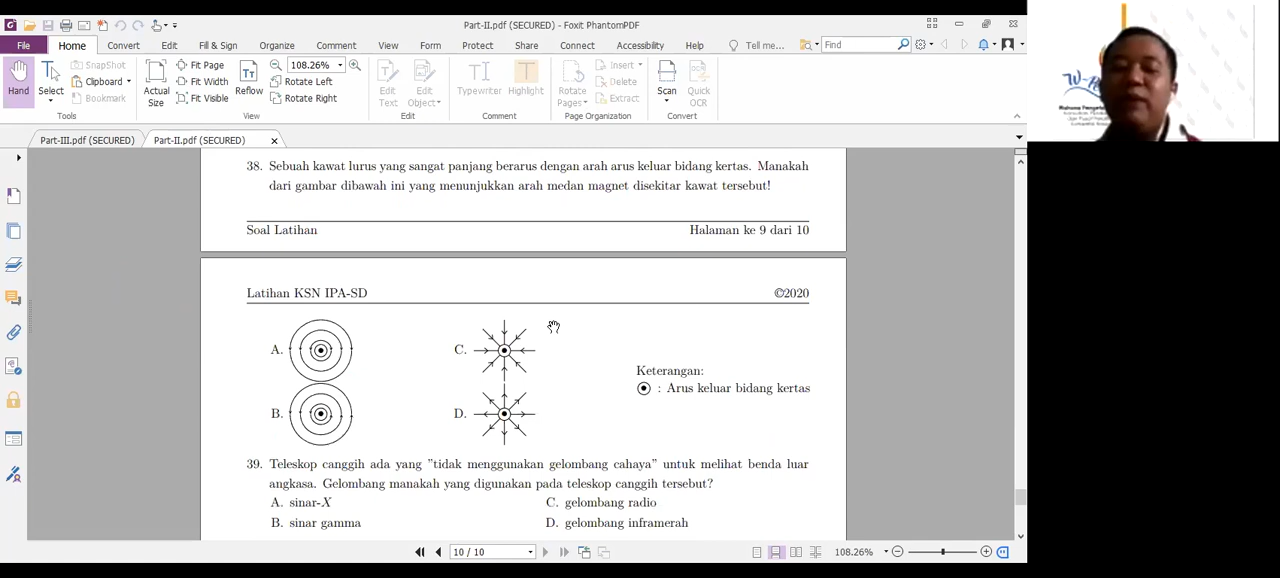 Part-II.pdf (SECURED) - Foxit PhantomPDF
File Home Convert Edit Fill & Sign Organize Comment View Form Protect Share Connect Accessibility Help Tell me... Find
Hand
Select
SnapShot
Clipboard
Bookmark
Tools
Actual Size
Fit Page
Fit Width
Fit Visible
Reflow
108.26%
Rotate Left
Rotate Right
View
Edit Text
Edit Object
Edit
Typewriter
Highlight
Comment
Rotate Pages
Insert
Delete
Extract
Page Organization
Scan
Quick OCR
Convert
Part-III.pdf (SECURED) Part-II.pdf (SECURED)
38. Sebuah kawat lurus yang sangat panjang berarus dengan arah arus keluar bidang kertas. Manakah
dari gambar dibawah ini yang menunjukkan arah medan magnet disekitar kawat tersebut!
Soal Latihan Halaman ke 9 dari 10
Latihan KSN IPA-SD ©2020
A. C.
Keterangan:
: Arus keluar bidang kertas
B. D.
39. Teleskop canggih ada yang "tidak menggunakan gelombang cahaya" untuk melihat benda luar
angkasa. Gelombang manakah yang digunakan pada teleskop canggih tersebut?
A. sinar-X C. gelombang radio
B. sinar gamma D. gelombang inframerah
10 / 10 108.26%